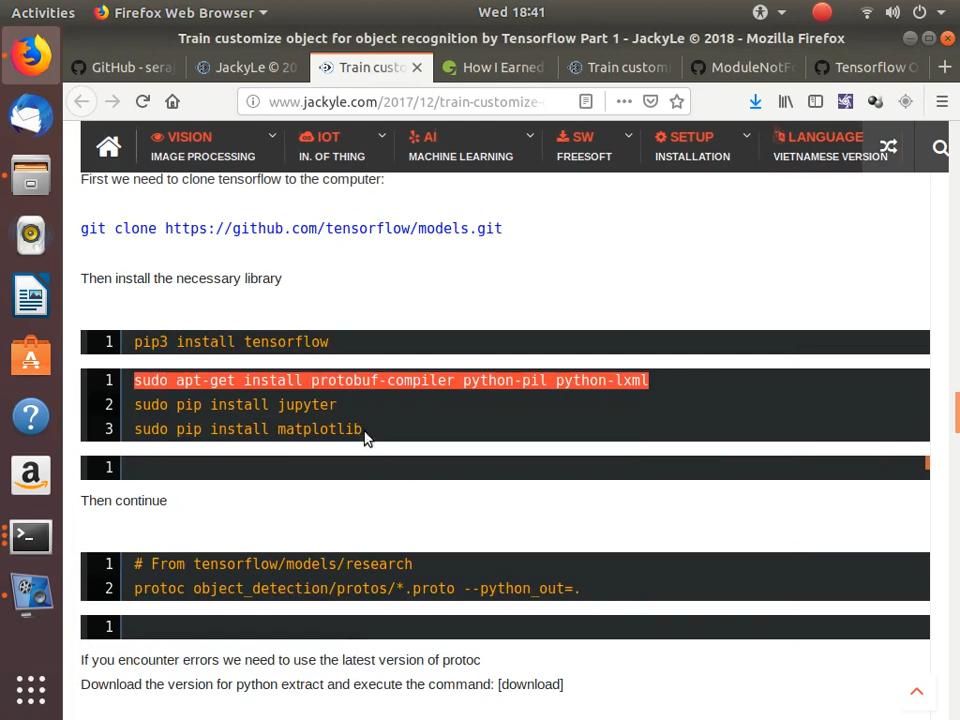 Activities
Firefox Web Browser
Wed 18:41
Train customize object for object recognition by Tensorflow Part 1 - JackyLe © 2018 - Mozilla Firefox
GitHub - seraj
JackyLe © 20
Train custo
How I Earned
Train custom
ModuleNotFo
Tensorflow O
www.jackyle.com/2017/12/train-customize-
VISION
IMAGE PROCESSING
IOT
IN. OF THING
AI
MACHINE LEARNING
SW
FREESOFT
SETUP
INSTALLATION
LANGUAGE
VIETNAMESE VERSION
First we need to clone tensorflow to the computer:
git clone https://github.com/tensorflow/models.git
Then install the necessary library
1 pip3 install tensorflow
1 sudo apt-get install protobuf-compiler python-pil python-lxml
2 sudo pip install jupyter
3 sudo pip install matplotlib
1
Then continue
1 # From tensorflow/models/research
2 protoc object_detection/protos/*.proto --python_out=.
1
If you encounter errors we need to use the latest version of protoc
Download the version for python extract and execute the command: [download]